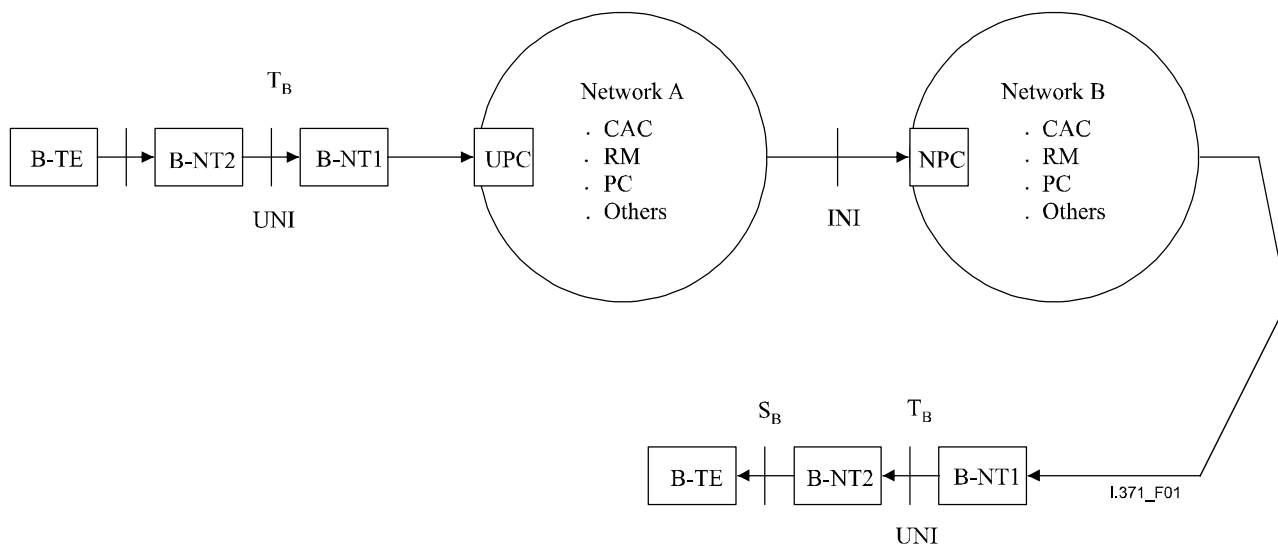 T_B
B-TE
B-NT2
B-NT1
UPC
UNI
Network A
. CAC
. RM
. PC
. Others
INI
NPC
Network B
. CAC
. RM
. PC
. Others
S_B
T_B
B-TE
B-NT2
B-NT1
I.371_F01
UNI